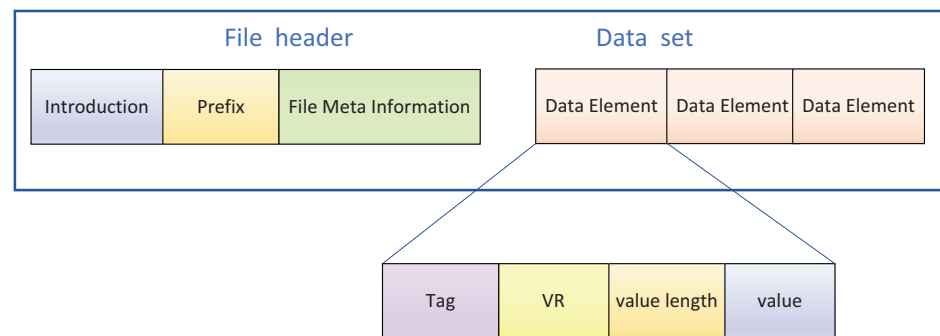 File header
Data set
Introduction
Prefix
File Meta Information
Data Element
Data Element
Data Element
Tag
VR
value length
value